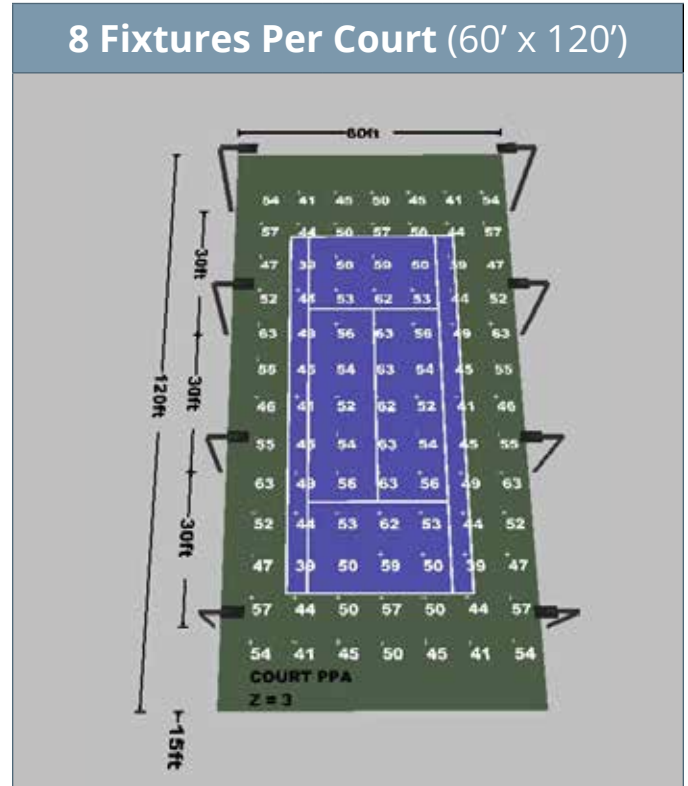 8 Fixtures Per Court (60’ x 120’)
60ft
54 41 45 50 45 41 54
57 44 50 57 50 44 57
47 39 50 59 50 39 47
52 44 53 62 53 44 52
63 49 56 63 56 49 63
55 45 54 63 54 45 55
46 41 52 62 52 41 46
55 45 54 63 54 45 55
63 49 56 63 56 49 63
52 44 53 62 53 44 52
47 39 50 59 50 39 47
57 44 50 57 50 44 57
54 41 45 50 45 41 54
30ft
30ft
30ft
120ft
15ft
COURT PPA
Z = 3